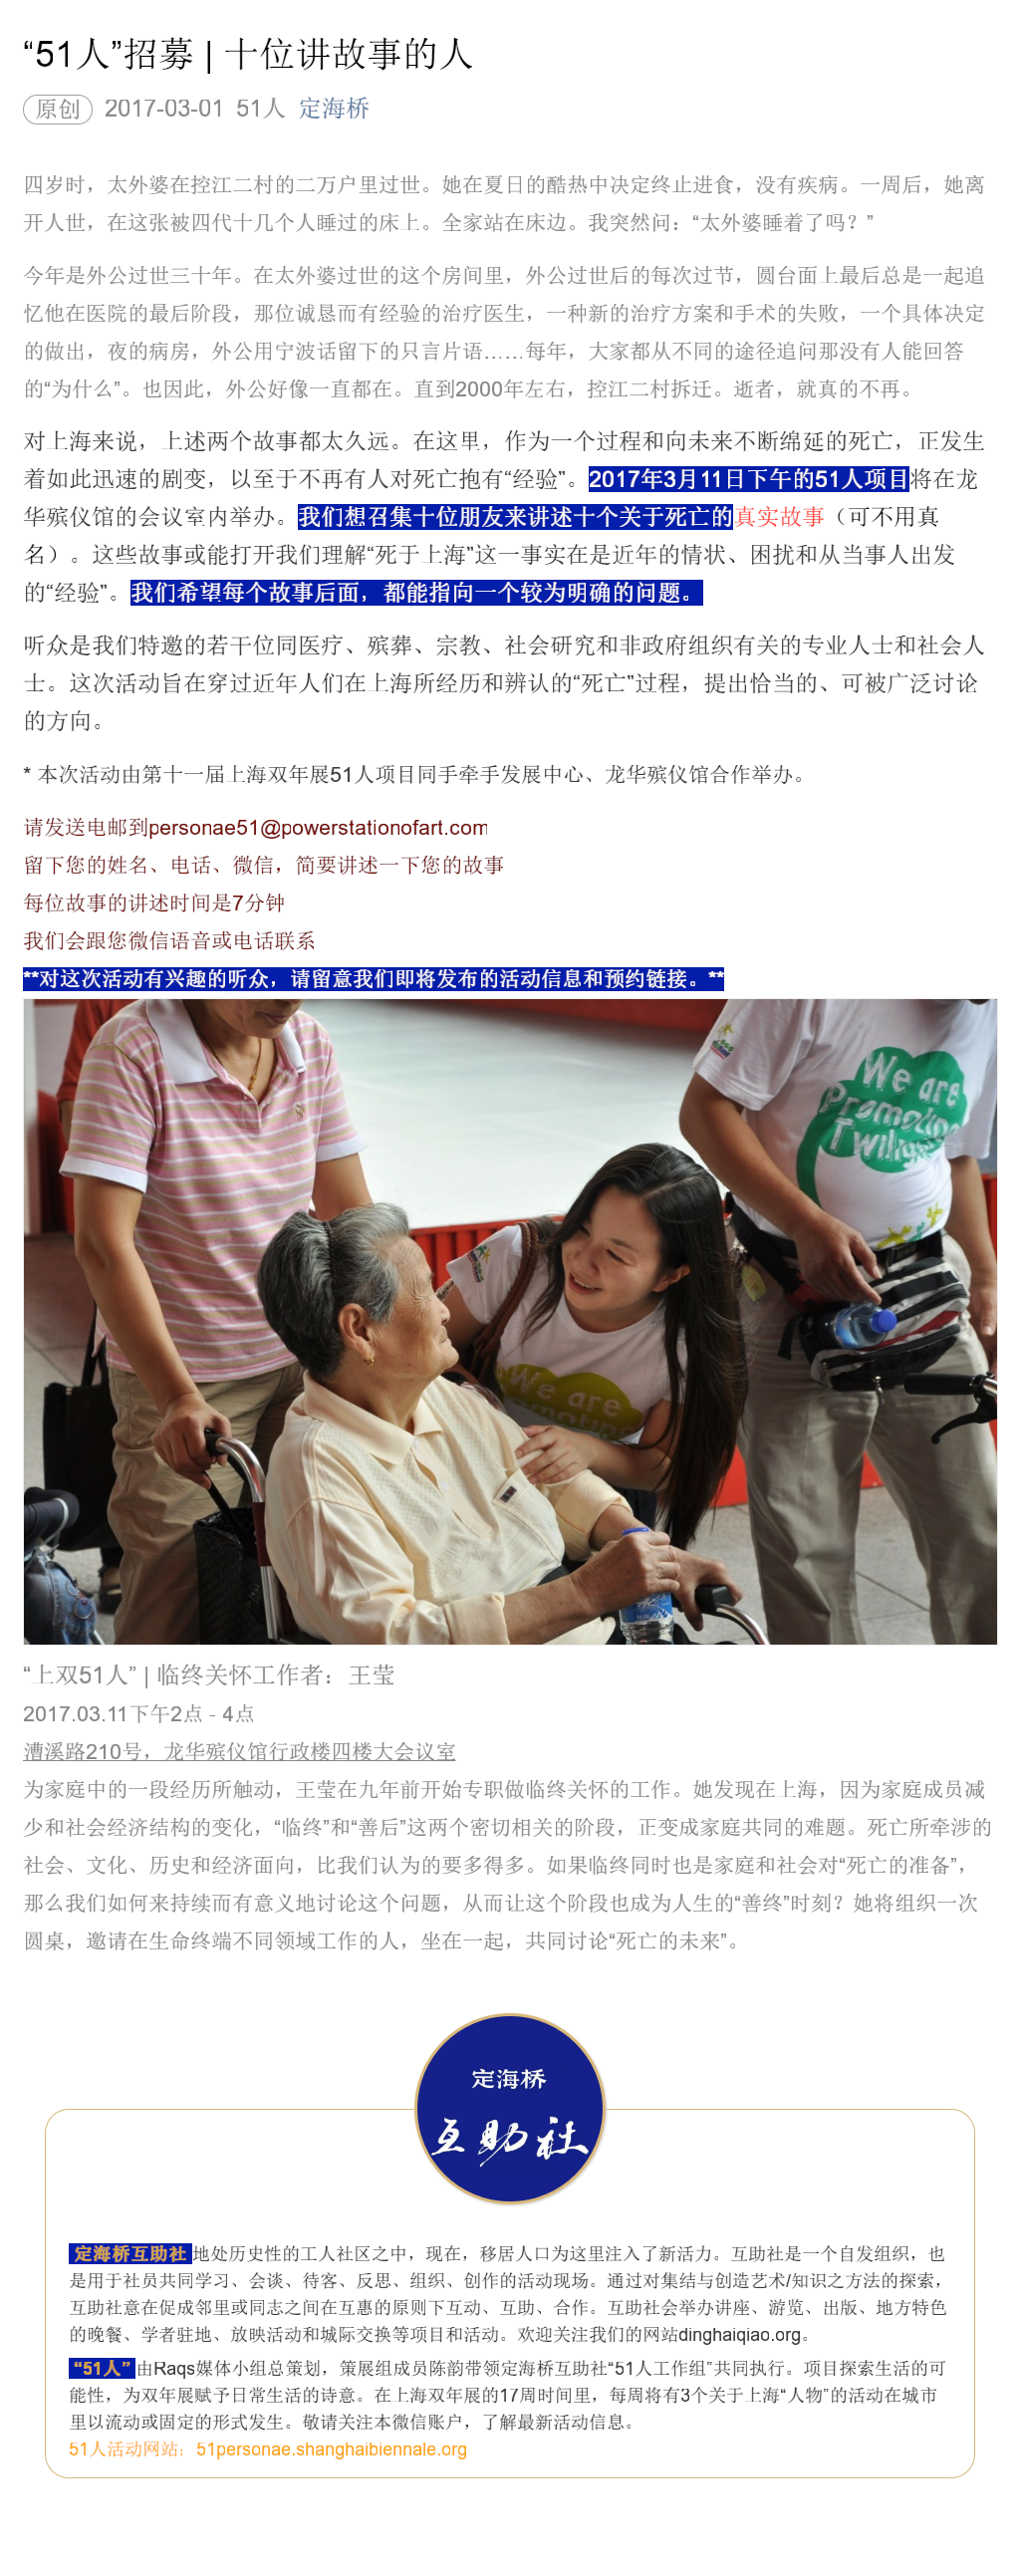 “51人”招募 | 十位讲故事的人
原创 2017-03-01 51人 定海桥
四岁时，太外婆在控江二村的二万户里过世。她在夏日的酷热中决定终止进食，没有疾病。一周后，她离
开人世，在这张被四代十几个人睡过的床上。全家站在床边。我突然问：“太外婆睡着了吗？”
今年是外公过世三十年。在太外婆过世的这个房间里，外公过世后的每次过节，圆台面上最后总是一起追
忆他在医院的最后阶段，那位诚恳而有经验的治疗医生，一种新的治疗方案和手术的失败，一个具体决定
的做出，夜的病房，外公用宁波话留下的只言片语……每年，大家都从不同的途径追问那没有人能回答
的“为什么”。也因此，外公好像一直都在。直到2000年左右，控江二村拆迁。逝者，就真的不再。
对上海来说，上述两个故事都太久远。在这里，作为一个过程和向未来不断绵延的死亡，正发生
着如此迅速的剧变，以至于不再有人对死亡抱有“经验”。2017年3月11日下午的51人项目将在龙
华殡仪馆的会议室内举办。我们想召集十位朋友来讲述十个关于死亡的真实故事（可不用真
名）。这些故事或能打开我们理解“死于上海”这一事实在是近年的情状、困扰和从当事人出发
的“经验”。我们希望每个故事后面，都能指向一个较为明确的问题。
听众是我们特邀的若干位同医疗、殡葬、宗教、社会研究和非政府组织有关的专业人士和社会人
士。这次活动旨在穿过近年人们在上海所经历和辨认的“死亡”过程，提出恰当的、可被广泛讨论
的方向。
* 本次活动由第十一届上海双年展51人项目同手牵手发展中心、龙华殡仪馆合作举办。
请发送电邮到personae51@powerstationofart.com
留下您的姓名、电话、微信，简要讲述一下您的故事
每位故事的讲述时间是7分钟
我们会跟您微信语音或电话联系
**对这次活动有兴趣的听众，请留意我们即将发布的活动信息和预约链接。**
We are
Promoting
Twilight
We are
“上双51人” | 临终关怀工作者：王莹
2017.03.11下午2点 - 4点
漕溪路210号，龙华殡仪馆行政楼四楼大会议室
为家庭中的一段经历所触动，王莹在九年前开始专职做临终关怀的工作。她发现在上海，因为家庭成员减
少和社会经济结构的变化，“临终”和“善后”这两个密切相关的阶段，正变成家庭共同的难题。死亡所牵涉的
社会、文化、历史和经济面向，比我们认为的要多得多。如果临终同时也是家庭和社会对“死亡的准备”，
那么我们如何来持续而有意义地讨论这个问题，从而让这个阶段也成为人生的“善终”时刻？她将组织一次
圆桌，邀请在生命终端不同领域工作的人，坐在一起，共同讨论“死亡的未来”。
定海桥
互助社
定海桥互助社地处历史性的工人社区之中，现在，移居人口为这里注入了新活力。互助社是一个自发组织，也
是用于社员共同学习、会谈、待客、反思、组织、创作的活动现场。通过对集结与创造艺术/知识之方法的探索，
互助社意在促成邻里或同志之间在互惠的原则下互动、互助、合作。互助社会举办讲座、游览、出版、地方特色
的晚餐、学者驻地、放映活动和城际交换等项目和活动。欢迎关注我们的网站dinghaiqiao.org。
“51人”由Raqs媒体小组总策划，策展组成员陈韵带领定海桥互助社“51人工作组”共同执行。项目探索生活的可
能性，为双年展赋予日常生活的诗意。在上海双年展的17周时间里，每周将有3个关于上海“人物”的活动在城市
里以流动或固定的形式发生。敬请关注本微信账户，了解最新活动信息。
51人活动网站：51personae.shanghaibiennale.org